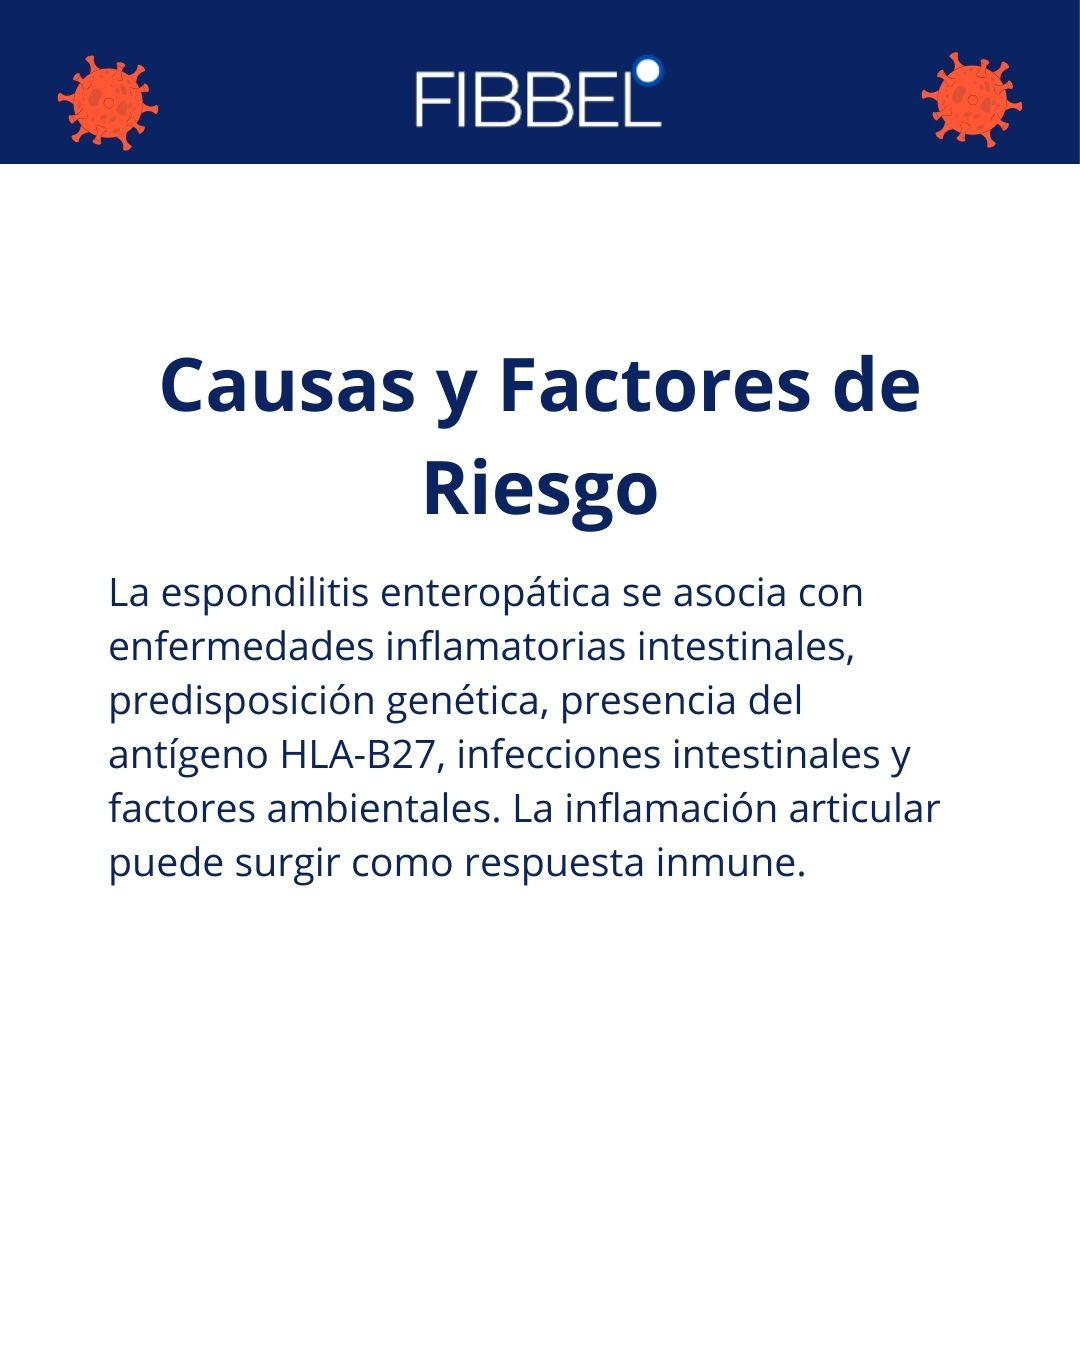 FIBBEL
Causas y Factores de
Riesgo
La espondilitis enteropática se asocia con
enfermedades inflamatorias intestinales,
predisposición genética, presencia del
antígeno HLA-B27, infecciones intestinales y
factores ambientales. La inflamación articular
puede surgir como respuesta inmune.